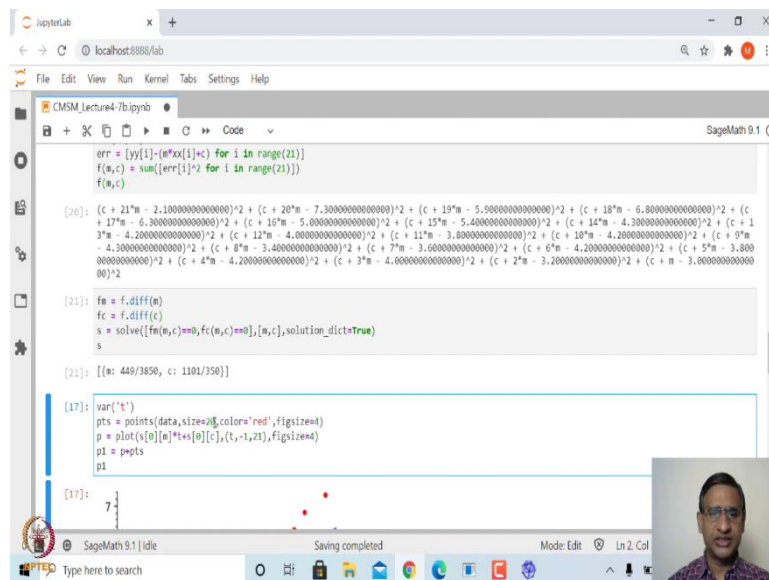 JupyterLab
localhost:8888/lab
File Edit View Run Kernel Tabs Settings Help
CMSM_Lecture4-7b.ipynb
Code
SageMath 9.1
err = [yy[i]-(m*xx[i]+c) for i in range(21)]
f(m,c) = sum([err[i]^2 for i in range(21)])
f(m,c)
[20]: (c + 21*m - 2.10000000000000)^2 + (c + 20*m - 7.30000000000000)^2 + (c + 19*m - 5.90000000000000)^2 + (c + 18*m - 6.80000000000000)^2 + (c
+ 17*m - 6.30000000000000)^2 + (c + 16*m - 5.00000000000000)^2 + (c + 15*m - 5.40000000000000)^2 + (c + 14*m - 4.30000000000000)^2 + (c + 1
3*m - 4.20000000000000)^2 + (c + 12*m - 4.00000000000000)^2 + (c + 11*m - 3.80000000000000)^2 + (c + 10*m - 4.20000000000000)^2 + (c + 9*m
- 4.30000000000000)^2 + (c + 8*m - 3.40000000000000)^2 + (c + 7*m - 3.60000000000000)^2 + (c + 6*m - 4.20000000000000)^2 + (c + 5*m - 3.800
00000000000)^2 + (c + 4*m - 4.20000000000000)^2 + (c + 3*m - 4.00000000000000)^2 + (c + 2*m - 3.20000000000000)^2 + (c + m - 3.000000000000
00)^2
[21]: fm = f.diff(m)
fc = f.diff(c)
s = solve([fm(m,c)==0,fc(m,c)==0],[m,c],solution_dict=True)
s
[21]: [{m: 449/3850, c: 1101/350}]
[17]: var('t')
pts = points(data,size=20,color='red',figsize=4)
p = plot(s[0][m]*t+s[0][c],(t,-1,21),figsize=4)
p1 = p+pts
p1
[17]:
7
SageMath 9.1 | Idle
Saving completed
Mode: Edit
Ln 2, Col
NPTEL
Type here to search